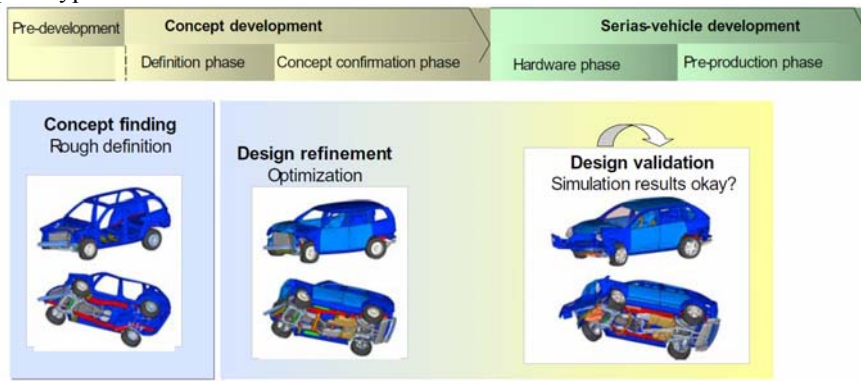 Pre-development
Concept development
Serias-vehicle development
Definition phase
Concept confirmation phase
Hardware phase
Pre-production phase
Concept finding
Rough definition
Design refinement
Optimization
Design validation
Simulation results okay?